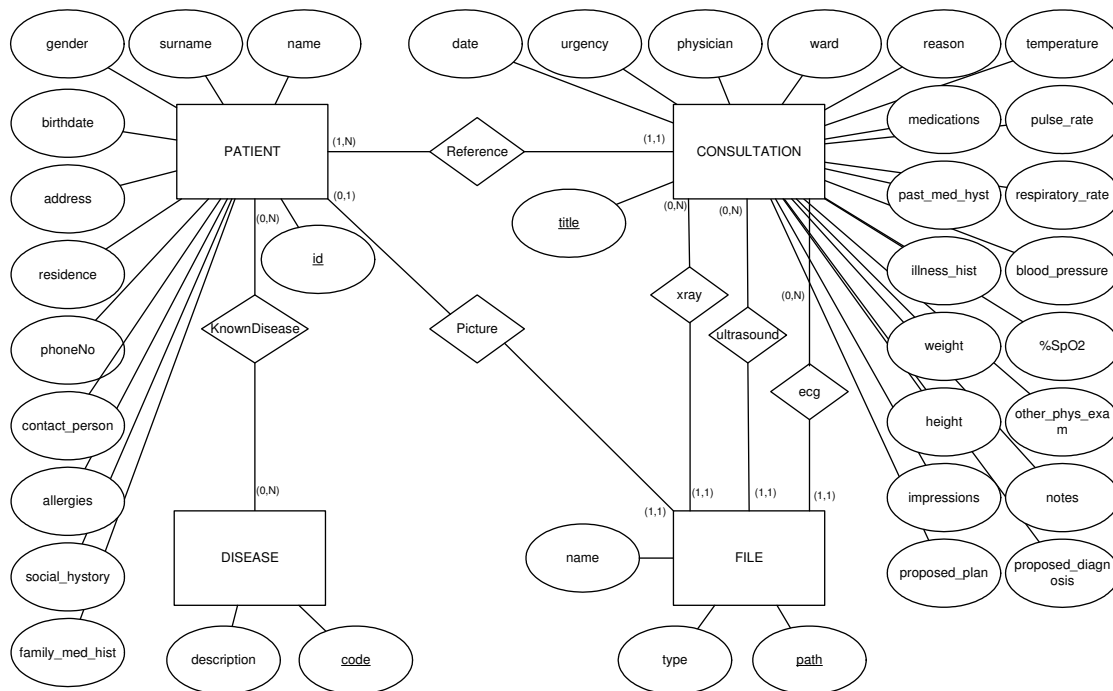 gender
surname
name
date
urgency
physician
ward
reason
temperature
birthdate
PATIENT
(1,N)
Reference
(1,1)
CONSULTATION
medications
pulse_rate
address
(0,1)
(0,N)
id
title
(0,N)
(0,N)
past_med_hyst
respiratory_rate
residence
illness_hist
blood_pressure
xray
(0,N)
KnownDisease
Picture
ultrasound
phoneNo
weight
%SpO2
ecg
contact_person
height
other_phys_exa
m
allergies
(0,N)
(1,1)
(1,1)
(1,1)
(1,1)
impressions
notes
DISEASE
name
FILE
social_hystory
proposed_plan
proposed_diagn
osis
family_med_hist
description
code
type
path